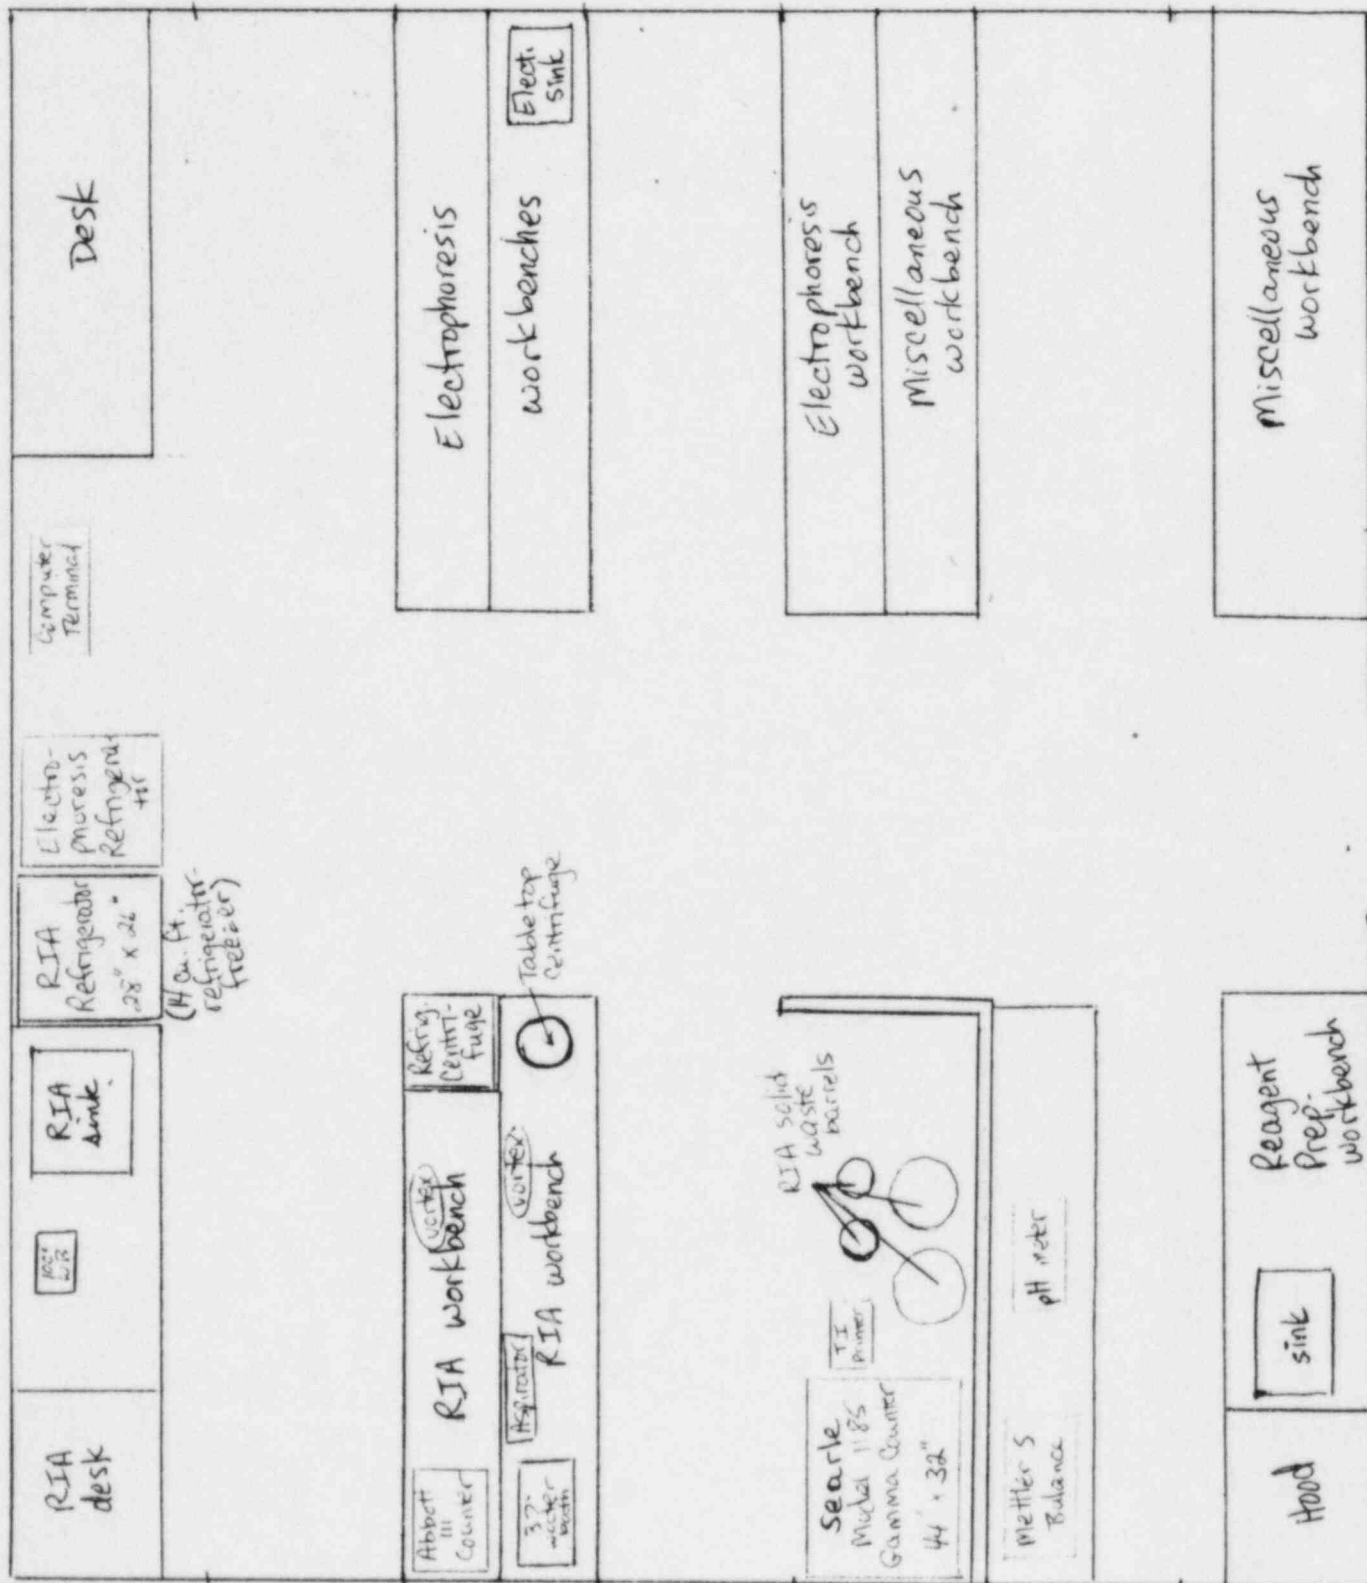 RIA
desk
RIA
sink
RIA
Refrigerator
28" x 26"
(14 cu. ft.
refrigerator-
freezer)
Electro-
phoresis
Refrigera
tor
Computer
Terminal
Desk
Abbott
III
Counter
RIA workbench
vortex
Refrig.
Centri-
fuge
37°
water
bath
Aspirator
RIA workbench
vortex
Tabletop
Centrifuge
Electrophoresis
workbenches
Elect.
sink
Searle
Model 1185
Gamma Counter
44" x 32"
TI
printer
RIA solid
waste
barrels
Mettler 5
Balance
pH meter
Electrophoresis
workbench
Miscellaneous
workbench
Hood
sink
Reagent
Prep.
workbench
Miscellaneous
workbench